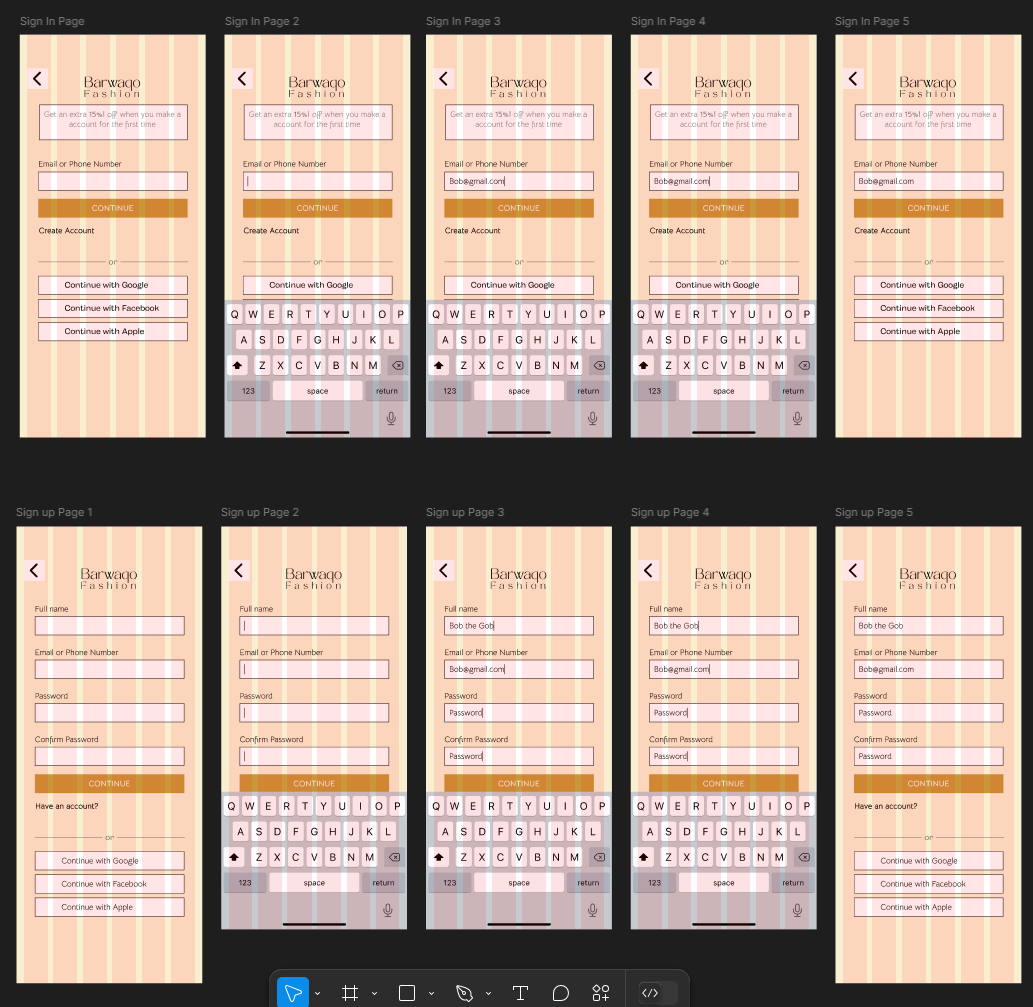 Sign In Page
Barwaqo
Fashion
Get an extra 15%! off when you make a
account for the first time
Email or Phone Number
CONTINUE
Create Account
or
Continue with Google
Continue with Facebook
Continue with Apple
Sign In Page 2
Barwaqo
Fashion
Get an extra 15%! off when you make a
account for the first time
Email or Phone Number
CONTINUE
Create Account
or
Continue with Google
Q W E R T Y U I O P
A S D F G H J K L
Z X C V B N M
123 space return
Sign In Page 3
Barwaqo
Fashion
Get an extra 15%! off when you make a
account for the first time
Email or Phone Number
Bob@gmail.com
CONTINUE
Create Account
or
Continue with Google
Q W E R T Y U I O P
A S D F G H J K L
Z X C V B N M
123 space return
Sign In Page 4
Barwaqo
Fashion
Get an extra 15%! off when you make a
account for the first time
Email or Phone Number
Bob@gmail.com
CONTINUE
Create Account
or
Continue with Google
Q W E R T Y U I O P
A S D F G H J K L
Z X C V B N M
123 space return
Sign In Page 5
Barwaqo
Fashion
Get an extra 15%! off when you make a
account for the first time
Email or Phone Number
Bob@gmail.com
CONTINUE
Create Account
or
Continue with Google
Continue with Facebook
Continue with Apple
Sign up Page 1
Barwaqo
Fashion
Full name
Email or Phone Number
Password
Confirm Password
CONTINUE
Have an account?
or
Continue with Google
Continue with Facebook
Continue with Apple
Sign up Page 2
Barwaqo
Fashion
Full name
Email or Phone Number
Password
Confirm Password
CONTINUE
Q W E R T Y U I O P
A S D F G H J K L
Z X C V B N M
123 space return
Sign up Page 3
Barwaqo
Fashion
Full name
Bob the Gob
Email or Phone Number
Bob@gmail.com
Password
Password
Confirm Password
Password
CONTINUE
Q W E R T Y U I O P
A S D F G H J K L
Z X C V B N M
123 space return
Sign up Page 4
Barwaqo
Fashion
Full name
Bob the Gob
Email or Phone Number
Bob@gmail.com
Password
Password
Confirm Password
Password
CONTINUE
Q W E R T Y U I O P
A S D F G H J K L
Z X C V B N M
123 space return
Sign up Page 5
Barwaqo
Fashion
Full name
Bob the Gob
Email or Phone Number
Bob@gmail.com
Password
Password
Confirm Password
Password
CONTINUE
Have an account?
or
Continue with Google
Continue with Facebook
Continue with Apple